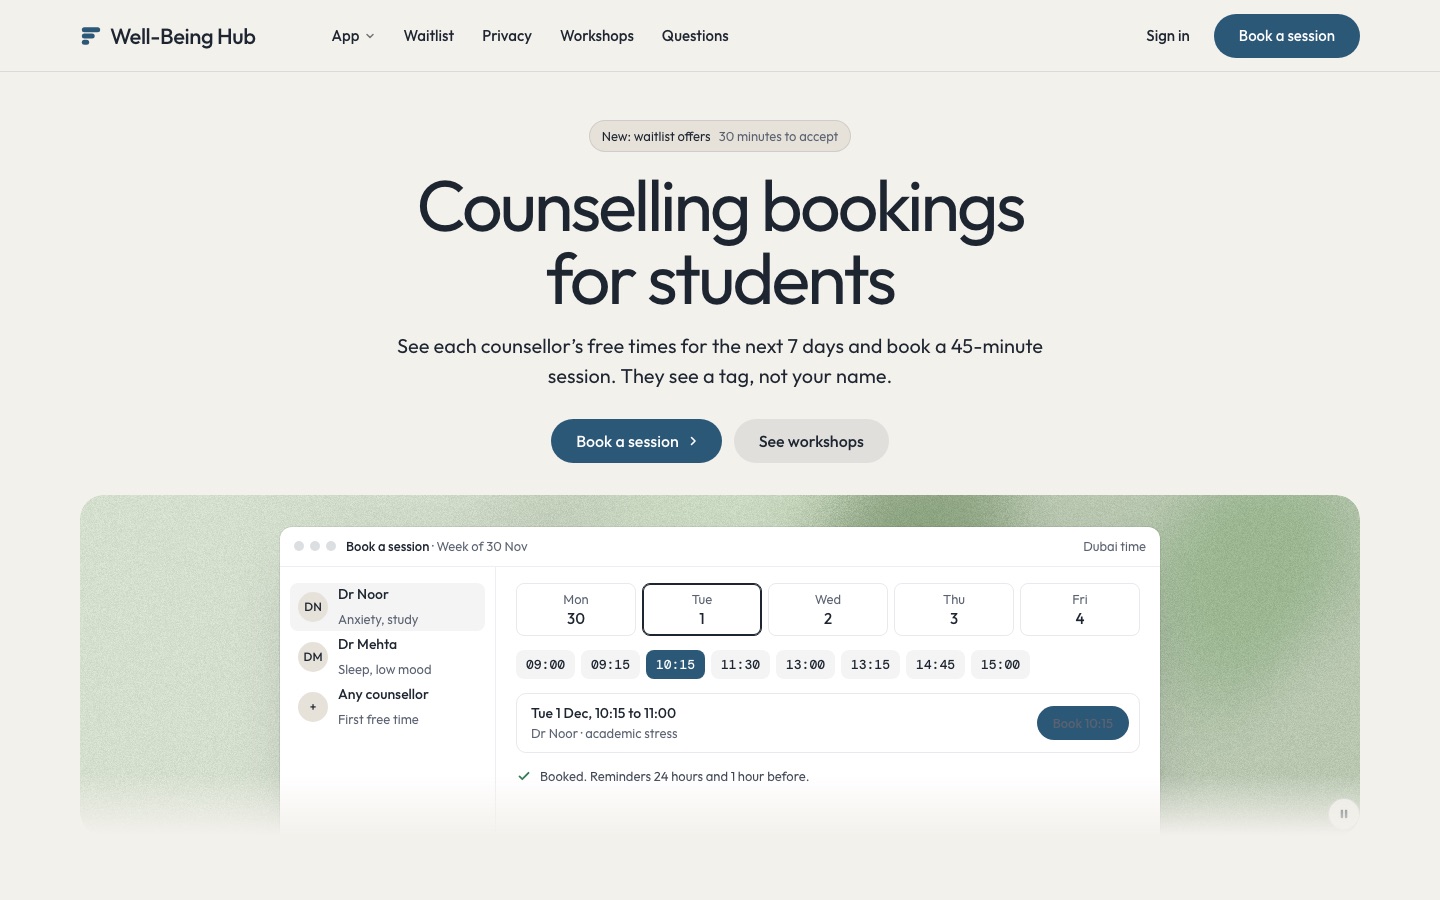 Well-Being Hub
App
Waitlist
Privacy
Workshops
Questions
Sign in
Book a session
New: waitlist offers 30 minutes to accept
Counselling bookings
for students
See each counsellor’s free times for the next 7 days and book a 45-minute
session. They see a tag, not your name.
Book a session
See workshops
Book a session · Week of 30 Nov
Dubai time
DN
Dr Noor
Anxiety, study
DM
Dr Mehta
Sleep, low mood
+
Any counsellor
First free time
Mon
30
Tue
1
Wed
2
Thu
3
Fri
4
09:00
09:15
10:15
11:30
13:00
13:15
14:45
15:00
Tue 1 Dec, 10:15 to 11:00
Dr Noor · academic stress
Book 10:15
Booked. Reminders 24 hours and 1 hour before.